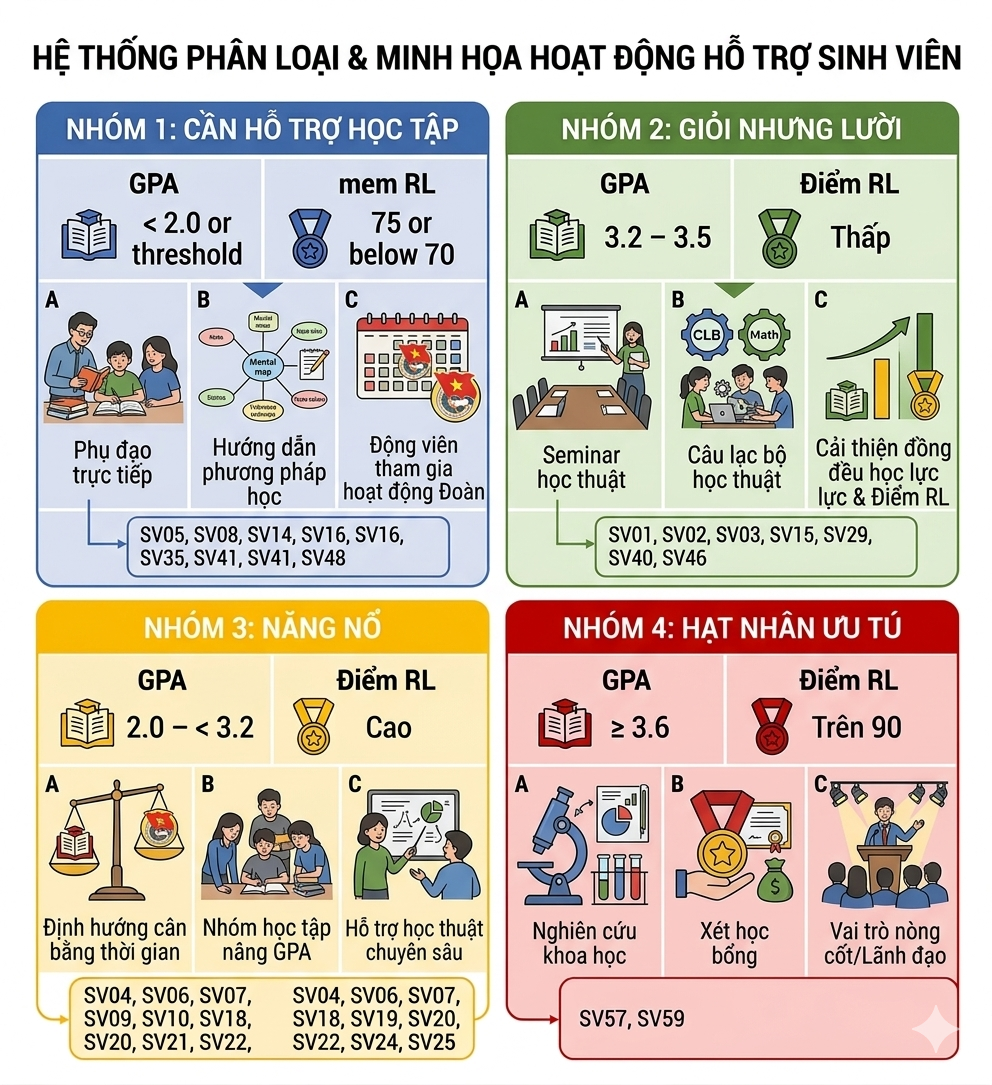 HỆ THỐNG PHÂN LOẠI & MINH HỌA HOẠT ĐỘNG HỖ TRỢ SINH VIÊN
NHÓM 1: CẦN HỖ TRỢ HỌC TẬP
GPA
< 2.0 or
threshold
mem RL
75 or
below 70
A
Phụ đạo
trực tiếp
B
Mental
map
Hướng dẫn
phương pháp
học
C
Động viên
tham gia
hoạt động Đoàn
SV05, SV08, SV14, SV16, SV16,
SV35, SV41, SV41, SV48
NHÓM 2: GIỎI NHƯNG LƯỜI
GPA
3.2 – 3.5
Điểm RL
Thấp
A
Seminar
học thuật
B
CLB
Math
Câu lạc bộ
học thuật
C
Cải thiện đồng
đều học lực
lực & Điểm RL
SV01, SV02, SV03, SV15, SV29,
SV40, SV46
NHÓM 3: NĂNG NỔ
GPA
2.0 – < 3.2
Điểm RL
Cao
A
Định hướng cân
bằng thời gian
B
Nhóm học tập
nâng GPA
C
Hỗ trợ học thuật
chuyên sâu
SV04, SV06, SV07,
SV09, SV10, SV18,
SV20, SV21, SV22,
SV04, SV06, SV07,
SV18, SV19, SV20,
SV22, SV24, SV25
NHÓM 4: HẠT NHÂN ƯU TÚ
GPA
≥ 3.6
Điểm RL
Trên 90
A
Nghiên cứu
khoa học
B
$
Xét học
bổng
C
Vai trò nòng
cốt/Lãnh đạo
SV57, SV59